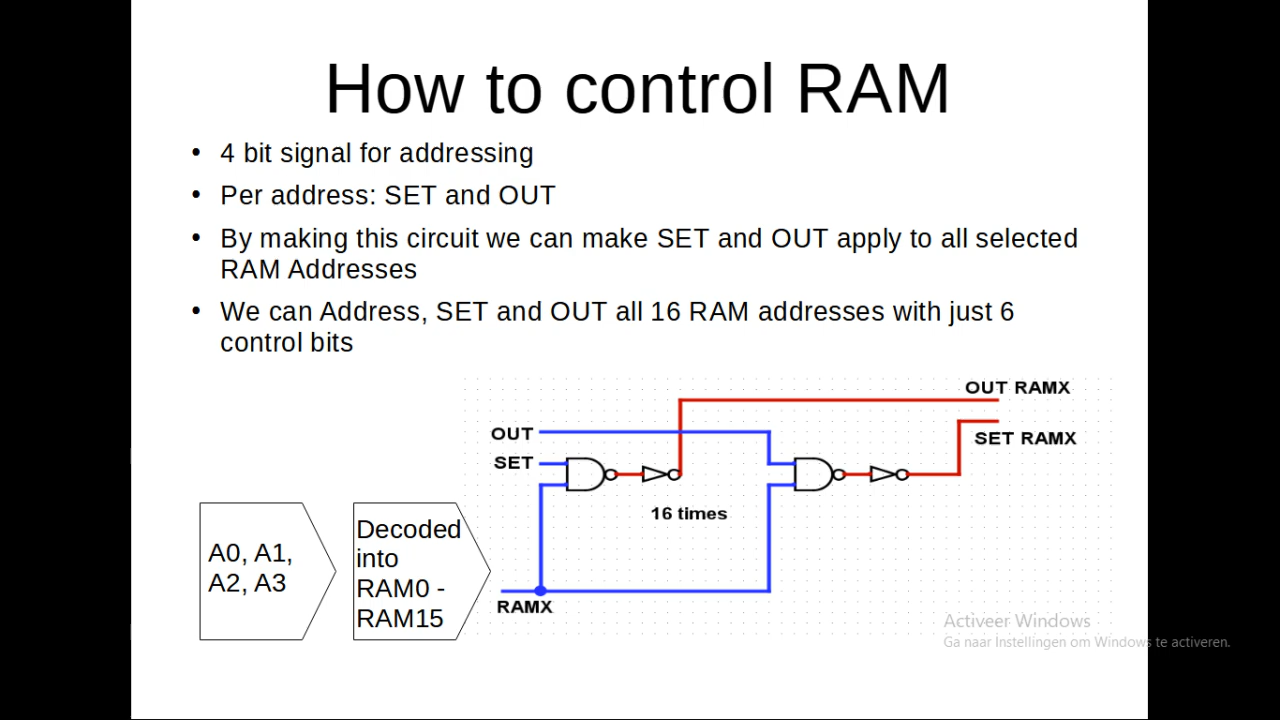 How to control RAM
• 4 bit signal for addressing
• Per address: SET and OUT
• By making this circuit we can make SET and OUT apply to all selected
RAM Addresses
• We can Address, SET and OUT all 16 RAM addresses with just 6
control bits
OUT RAMX
OUT
SET RAMX
SET
16 times
A0, A1,
A2, A3
Decoded
into
RAM0 -
RAM15
RAMX
Activeer Windows
Ga naar Instellingen om Windows te activeren.